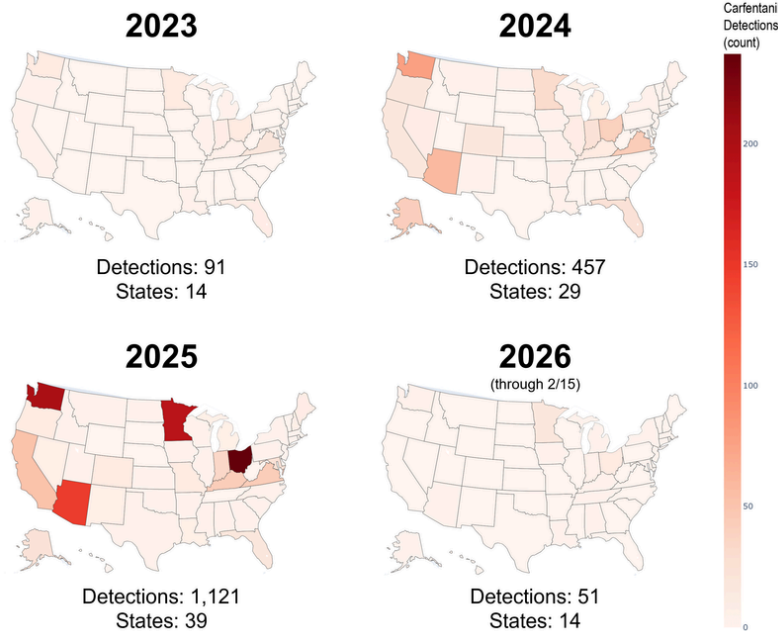 2023
2024
Carfentani
Detections
(count)
200
150
100
50
0
Detections: 91
States: 14
Detections: 457
States: 29
2025
2026
(through 2/15)
Detections: 1,121
States: 39
Detections: 51
States: 14